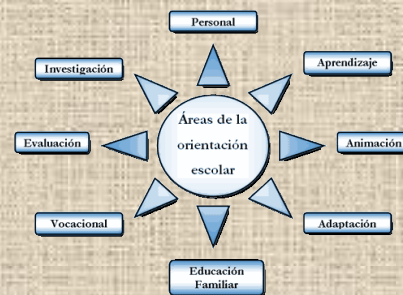 Personal
Investigación
Aprendizaje
Áreas de la
orientación
escolar
Evaluación
Animación
Vocacional
Adaptación
Educación
Familiar